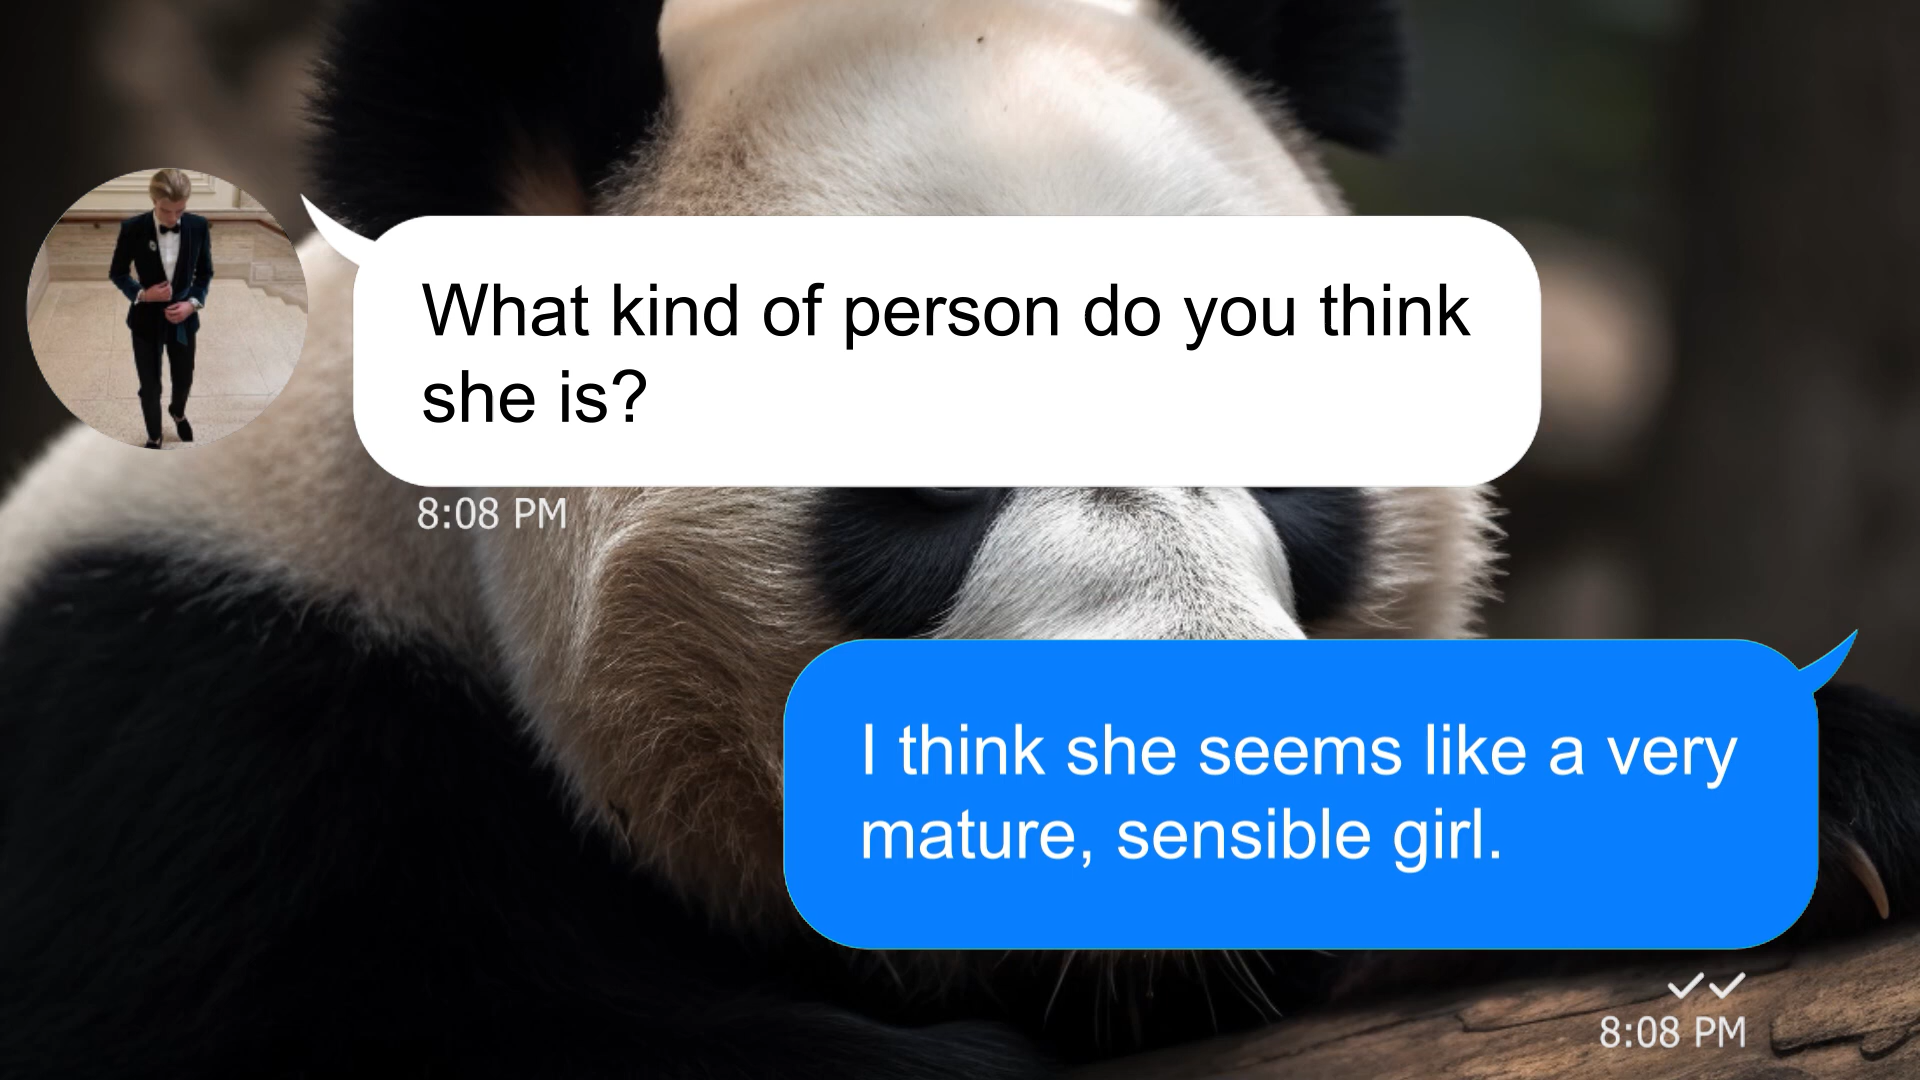 What kind of person do you think
she is?
8:08 PM
I think she seems like a very
mature, sensible girl.
8:08 PM